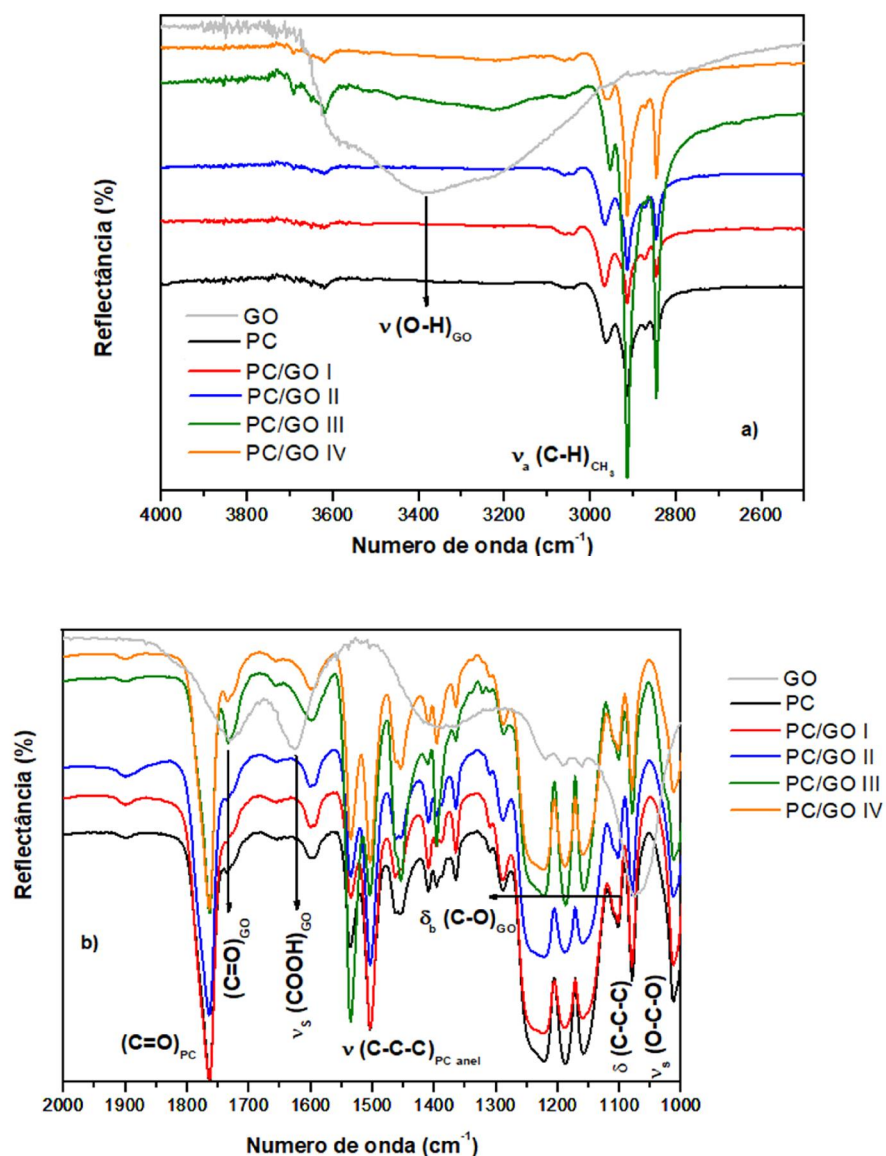 Reflectância (%)
ν (O-H)GO
GO
PC
PC/GO I
PC/GO II
PC/GO III
PC/GO IV
νa (C-H)CH3
a)
4000 3800 3600 3400 3200 3000 2800 2600
Numero de onda (cm-1)
Reflectância (%)
b)
(C=O)PC
(C=O)GO
νS (COOH)GO
ν (C-C-C)PC anel
δb (C-O)GO
δ (C-C-C)
νs (O-C-O)
GO
PC
PC/GO I
PC/GO II
PC/GO III
PC/GO IV
2000 1900 1800 1700 1600 1500 1400 1300 1200 1100 1000
Numero de onda (cm-1)